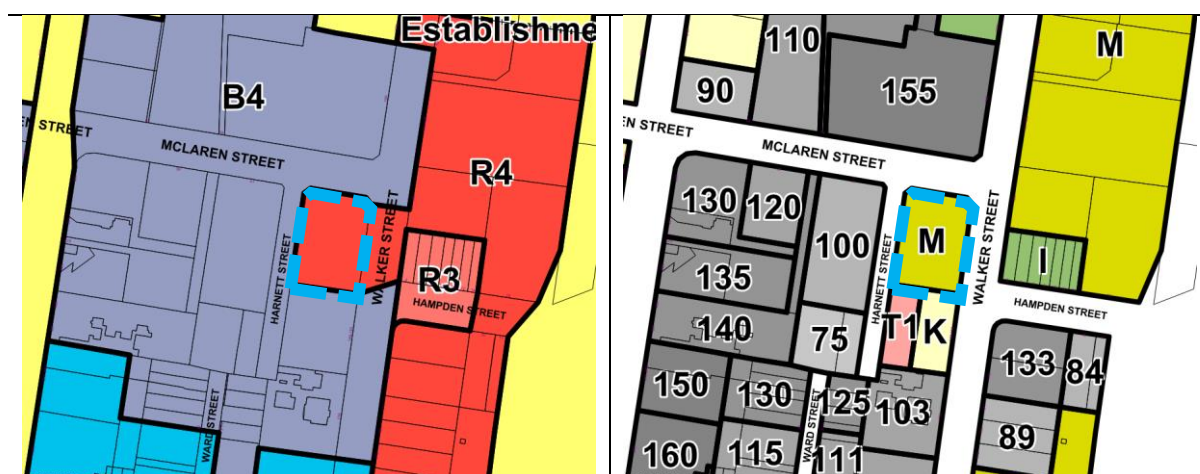 Establishme
B4
EN STREET
MCLAREN STREET
R4
WALKER STREET
HARNETT STREET
R3
HAMPDEN STREET
WARD STREET
110
M
90
155
EN STREET
MCLAREN STREET
130
120
100
M
WALKER STREET
I
135
HARNETT STREET
HAMPDEN STREET
140
75
T1
K
133
84
150
130
125
103
WARD STREET
89
160
115
111